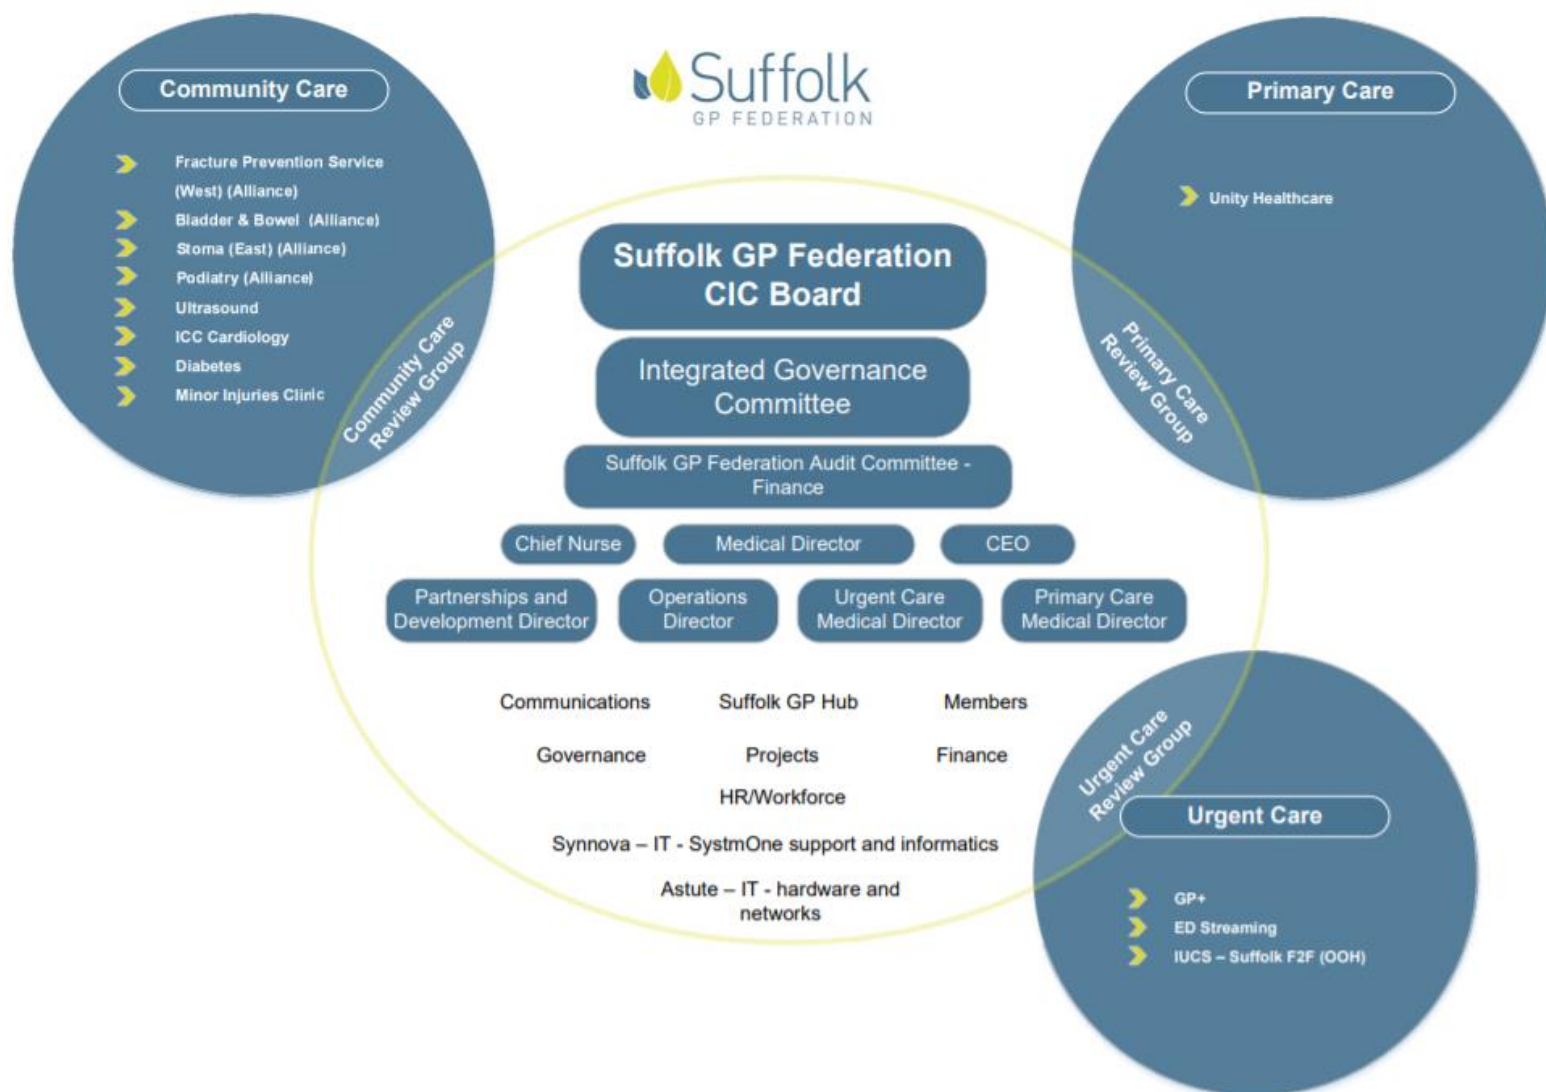 Suffolk
GP FEDERATION
Community Care
Fracture Prevention Service
(West) (Alliance)
Bladder & Bowel (Alliance)
Stoma (East) (Alliance)
Podiatry (Alliance)
Ultrasound
ICC Cardiology
Diabetes
Minor Injuries Clinic
Community Care
Review Group
Primary Care
Unity Healthcare
Primary Care
Review Group
Suffolk GP Federation
CIC Board
Integrated Governance
Committee
Suffolk GP Federation Audit Committee -
Finance
Chief Nurse
Medical Director
CEO
Partnerships and
Development Director
Operations
Director
Urgent Care
Medical Director
Primary Care
Medical Director
Communications
Suffolk GP Hub
Members
Governance
Projects
Finance
HR/Workforce
Synnova – IT - SystmOne support and informatics
Astute – IT - hardware and
networks
Urgent Care
Review Group
Urgent Care
GP+
ED Streaming
IUCS – Suffolk F2F (OOH)